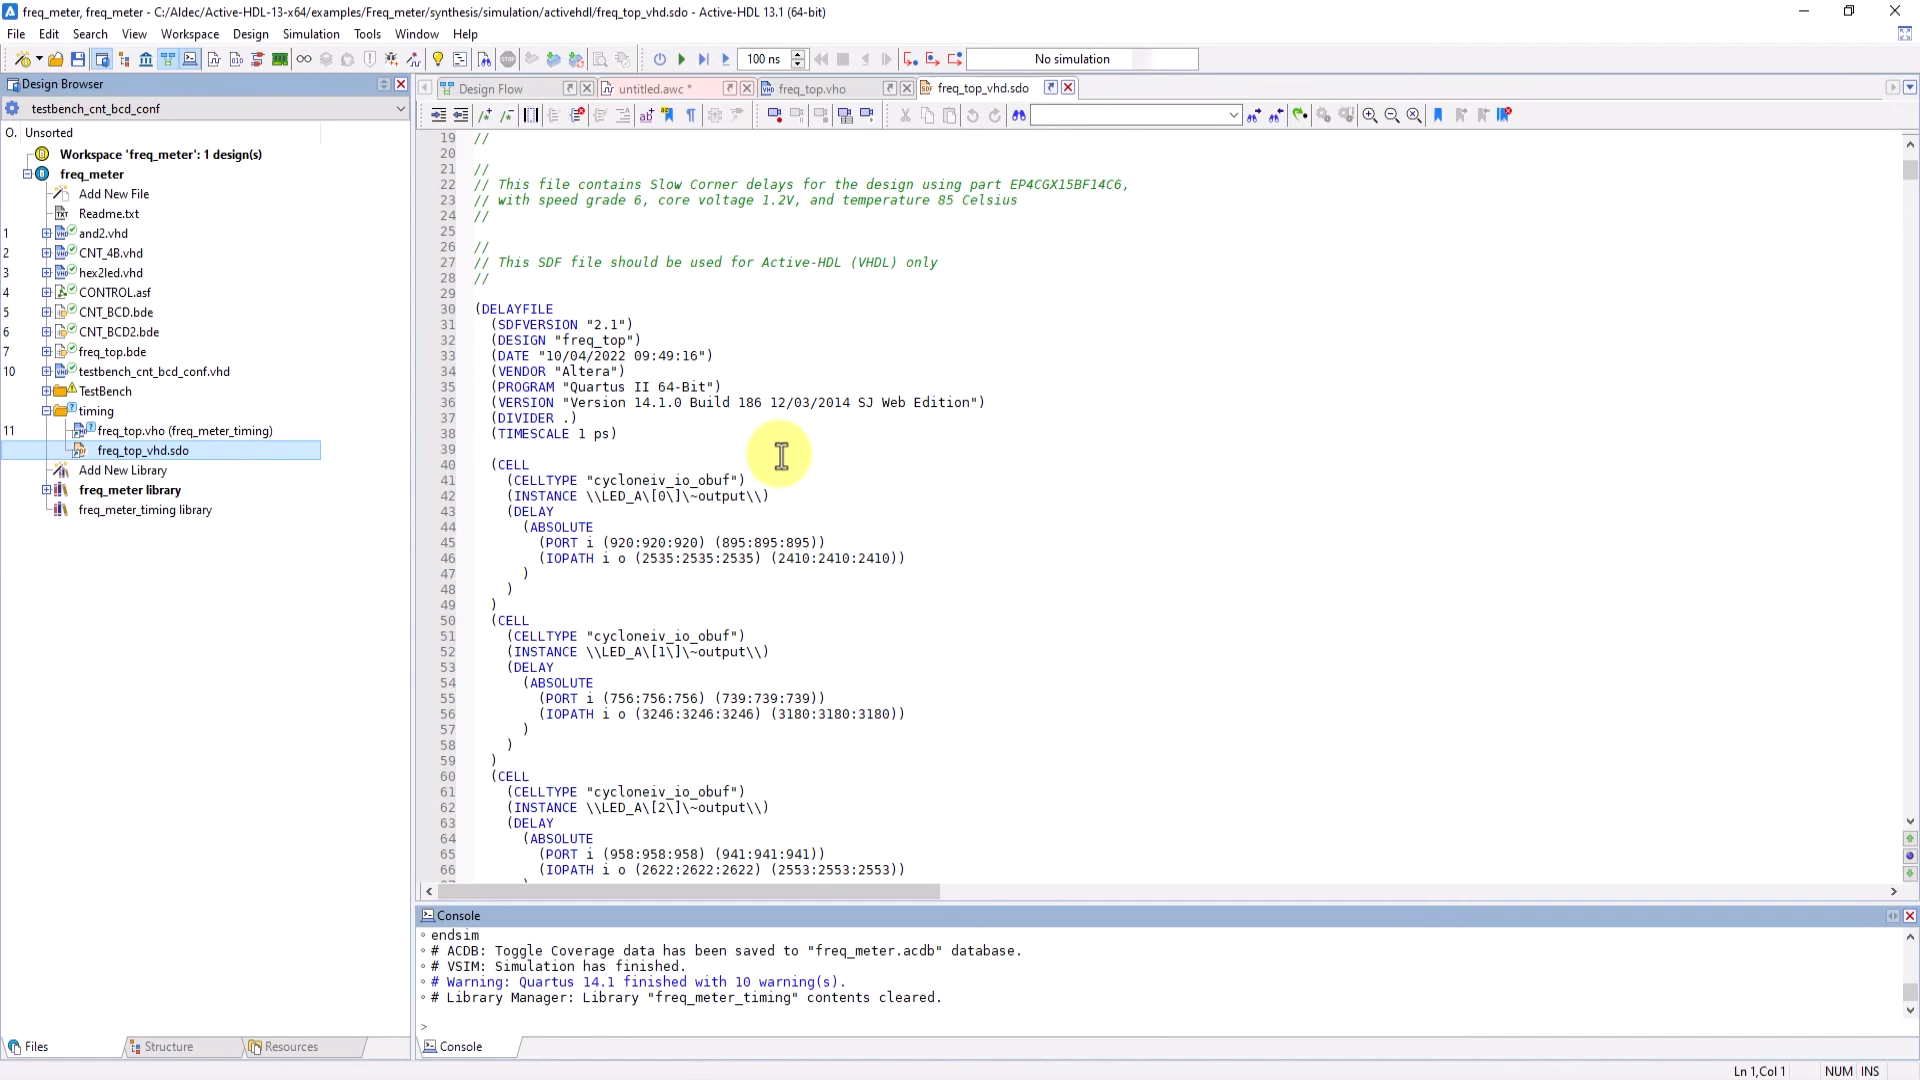 freq_meter, freq_meter - C:/Aldec/Active-HDL-13-x64/examples/Freq_meter/synthesis/simulation/activehdl/freq_top_vhd.sdo - Active-HDL 13.1 (64-bit)
File Edit Search View Workspace Design Simulation Tools Window Help
100 ns No simulation
Design Browser
testbench_cnt_bcd_conf
O. Unsorted
Workspace 'freq_meter': 1 design(s)
freq_meter
Add New File
Readme.txt
1 and2.vhd
2 CNT_4B.vhd
3 hex2led.vhd
4 CONTROL.asf
5 CNT_BCD.bde
6 CNT_BCD2.bde
7 freq_top.bde
10 testbench_cnt_bcd_conf.vhd
TestBench
timing
11 freq_top.vho (freq_meter_timing)
freq_top_vhd.sdo
Add New Library
freq_meter library
freq_meter_timing library
Files Structure Resources
Design Flow untitled.awc * freq_top.vho freq_top_vhd.sdo
19 //
20
21 //
22 // This file contains Slow Corner delays for the design using part EP4CGX15BF14C6,
23 // with speed grade 6, core voltage 1.2V, and temperature 85 Celsius
24 //
25
26 //
27 // This SDF file should be used for Active-HDL (VHDL) only
28 //
29
30 (DELAYFILE
31 (SDFVERSION "2.1")
32 (DESIGN "freq_top")
33 (DATE "10/04/2022 09:49:16")
34 (VENDOR "Altera")
35 (PROGRAM "Quartus II 64-Bit")
36 (VERSION "Version 14.1.0 Build 186 12/03/2014 SJ Web Edition")
37 (DIVIDER .)
38 (TIMESCALE 1 ps)
39
40 (CELL
41 (CELLTYPE "cycloneiv_io_obuf")
42 (INSTANCE \\LED_A\[0\]\~output\\)
43 (DELAY
44 (ABSOLUTE
45 (PORT i (920:920:920) (895:895:895))
46 (IOPATH i o (2535:2535:2535) (2410:2410:2410))
47 )
48 )
49 )
50 (CELL
51 (CELLTYPE "cycloneiv_io_obuf")
52 (INSTANCE \\LED_A\[1\]\~output\\)
53 (DELAY
54 (ABSOLUTE
55 (PORT i (756:756:756) (739:739:739))
56 (IOPATH i o (3246:3246:3246) (3180:3180:3180))
57 )
58 )
59 )
60 (CELL
61 (CELLTYPE "cycloneiv_io_obuf")
62 (INSTANCE \\LED_A\[2\]\~output\\)
63 (DELAY
64 (ABSOLUTE
65 (PORT i (958:958:958) (941:941:941))
66 (IOPATH i o (2622:2622:2622) (2553:2553:2553))
Console
endsim
# ACDB: Toggle Coverage data has been saved to "freq_meter.acdb" database.
# VSIM: Simulation has finished.
# Warning: Quartus 14.1 finished with 10 warning(s).
# Library Manager: Library "freq_meter_timing" contents cleared.
>
Console
Ln 1,Col 1 NUM INS